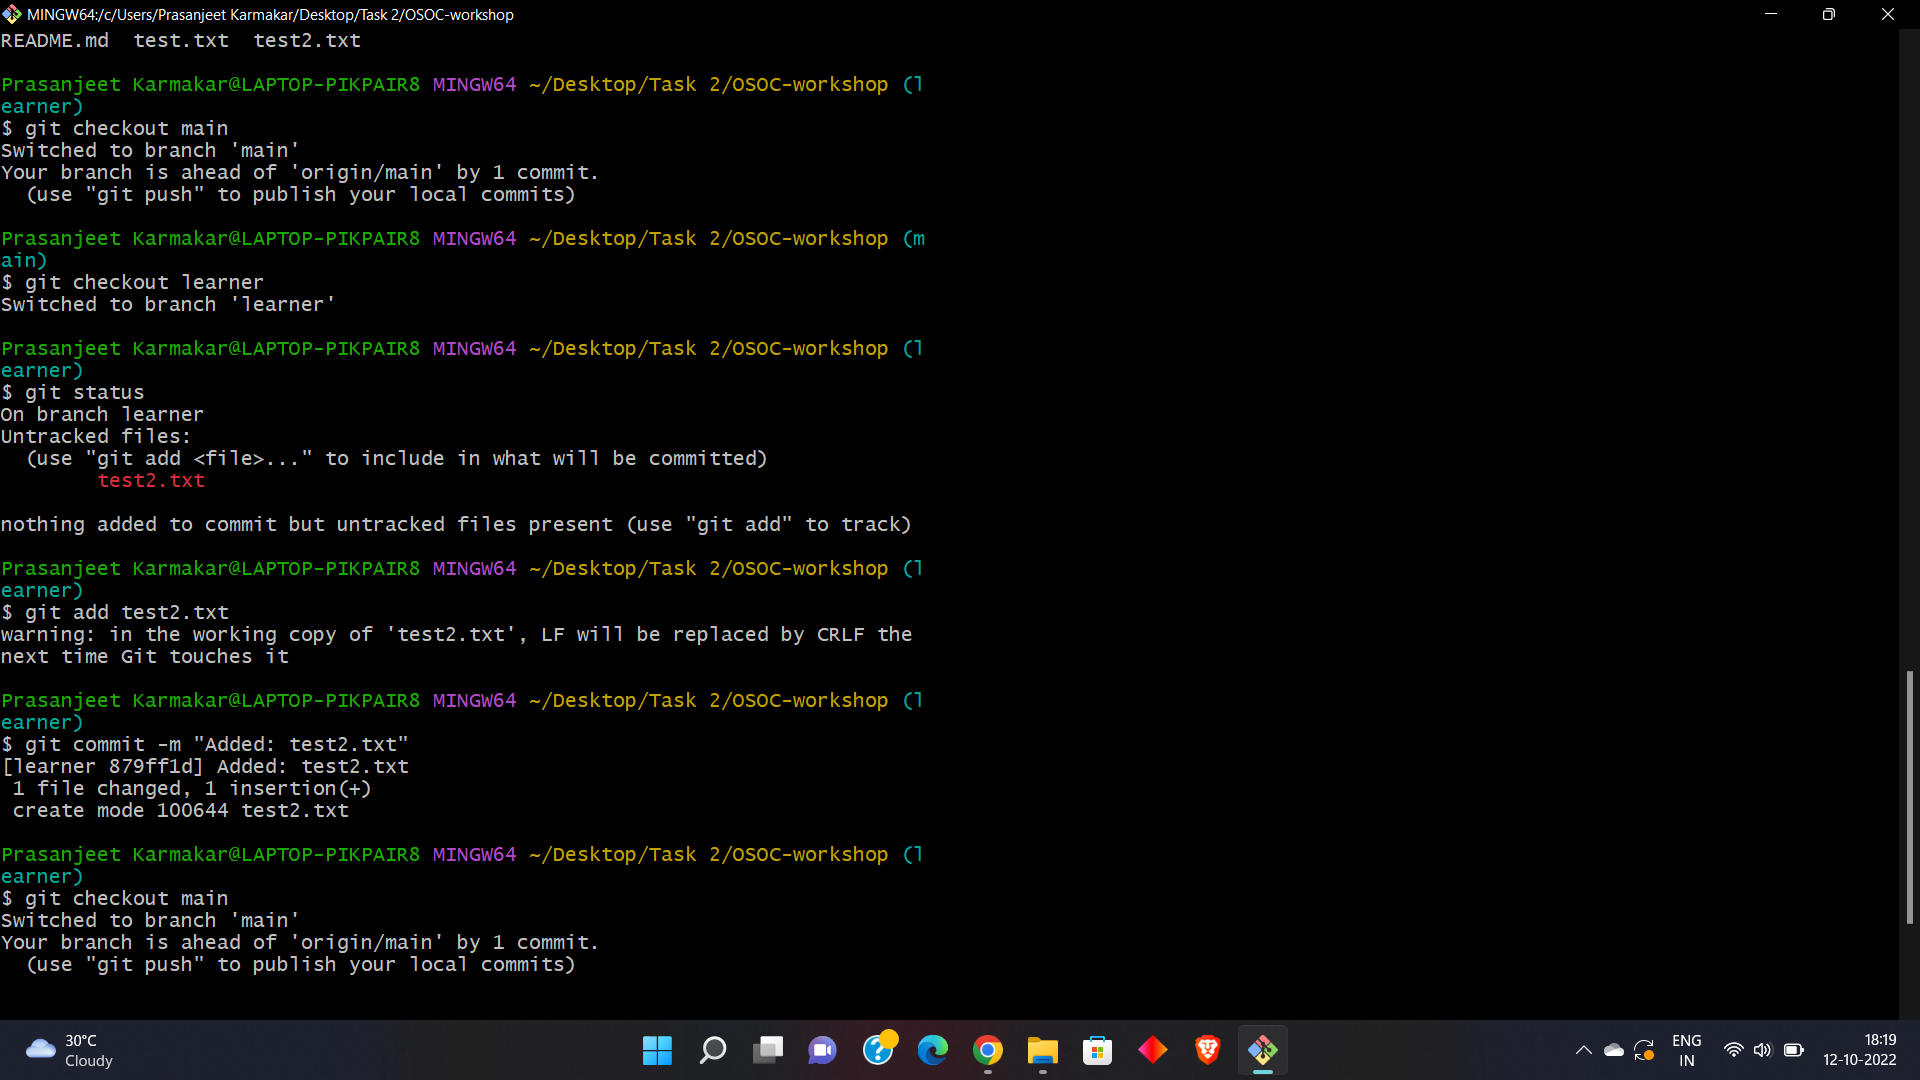 MINGW64:/c/Users/Prasanjeet Karmakar/Desktop/Task 2/OSOC-workshop
README.md  test.txt  test2.txt
Prasanjeet Karmakar@LAPTOP-PIKPAIR8 MINGW64 ~/Desktop/Task 2/OSOC-workshop (l
earner)
$ git checkout main
Switched to branch 'main'
Your branch is ahead of 'origin/main' by 1 commit.
  (use "git push" to publish your local commits)
Prasanjeet Karmakar@LAPTOP-PIKPAIR8 MINGW64 ~/Desktop/Task 2/OSOC-workshop (m
ain)
$ git checkout learner
Switched to branch 'learner'
Prasanjeet Karmakar@LAPTOP-PIKPAIR8 MINGW64 ~/Desktop/Task 2/OSOC-workshop (l
earner)
$ git status
On branch learner
Untracked files:
  (use "git add <file>..." to include in what will be committed)
        test2.txt
nothing added to commit but untracked files present (use "git add" to track)
Prasanjeet Karmakar@LAPTOP-PIKPAIR8 MINGW64 ~/Desktop/Task 2/OSOC-workshop (l
earner)
$ git add test2.txt
warning: in the working copy of 'test2.txt', LF will be replaced by CRLF the
next time Git touches it
Prasanjeet Karmakar@LAPTOP-PIKPAIR8 MINGW64 ~/Desktop/Task 2/OSOC-workshop (l
earner)
$ git commit -m "Added: test2.txt"
[learner 879ff1d] Added: test2.txt
 1 file changed, 1 insertion(+)
 create mode 100644 test2.txt
Prasanjeet Karmakar@LAPTOP-PIKPAIR8 MINGW64 ~/Desktop/Task 2/OSOC-workshop (l
earner)
$ git checkout main
Switched to branch 'main'
Your branch is ahead of 'origin/main' by 1 commit.
  (use "git push" to publish your local commits)
30°C
Cloudy
ENG
IN
18:19
12-10-2022